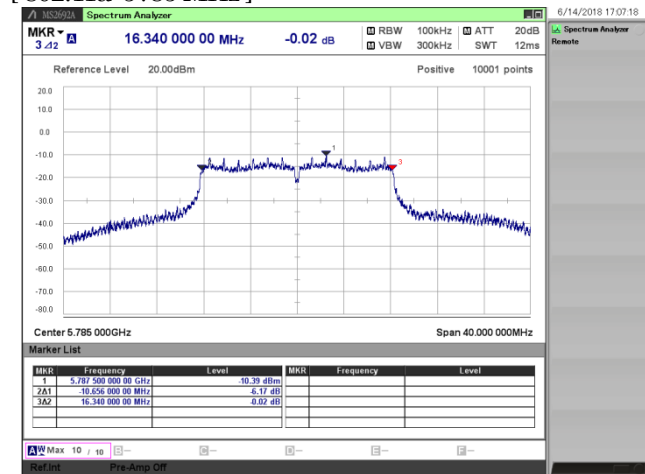 MS2692A Spectrum Analyzer
6/14/2018 17:07:18
MKR 3 Δ2 A 16.340 000 00 MHz -0.02 dB
RBW 100kHz ATT 20dB
VBW 300kHz SWT 12ms
Spectrum Analyzer
Remote
Reference Level 20.00dBm Positive 10001 points
20.0
10.0
0.0
-10.0
-20.0
-30.0
-40.0
-50.0
-60.0
-70.0
-80.0
1
3
Center 5.785 000GHz Span 40.000 000MHz
Marker List
MKR Frequency Level MKR Frequency Level
1 5.787 500 000 00 GHz -10.39 dBm
2Δ1 -10.656 00 00 MHz -6.17 dB
3Δ2 16.340 000 00 MHz -0.02 dB
A W Max 10 / 10
Ref.Int Pre-Amp Off